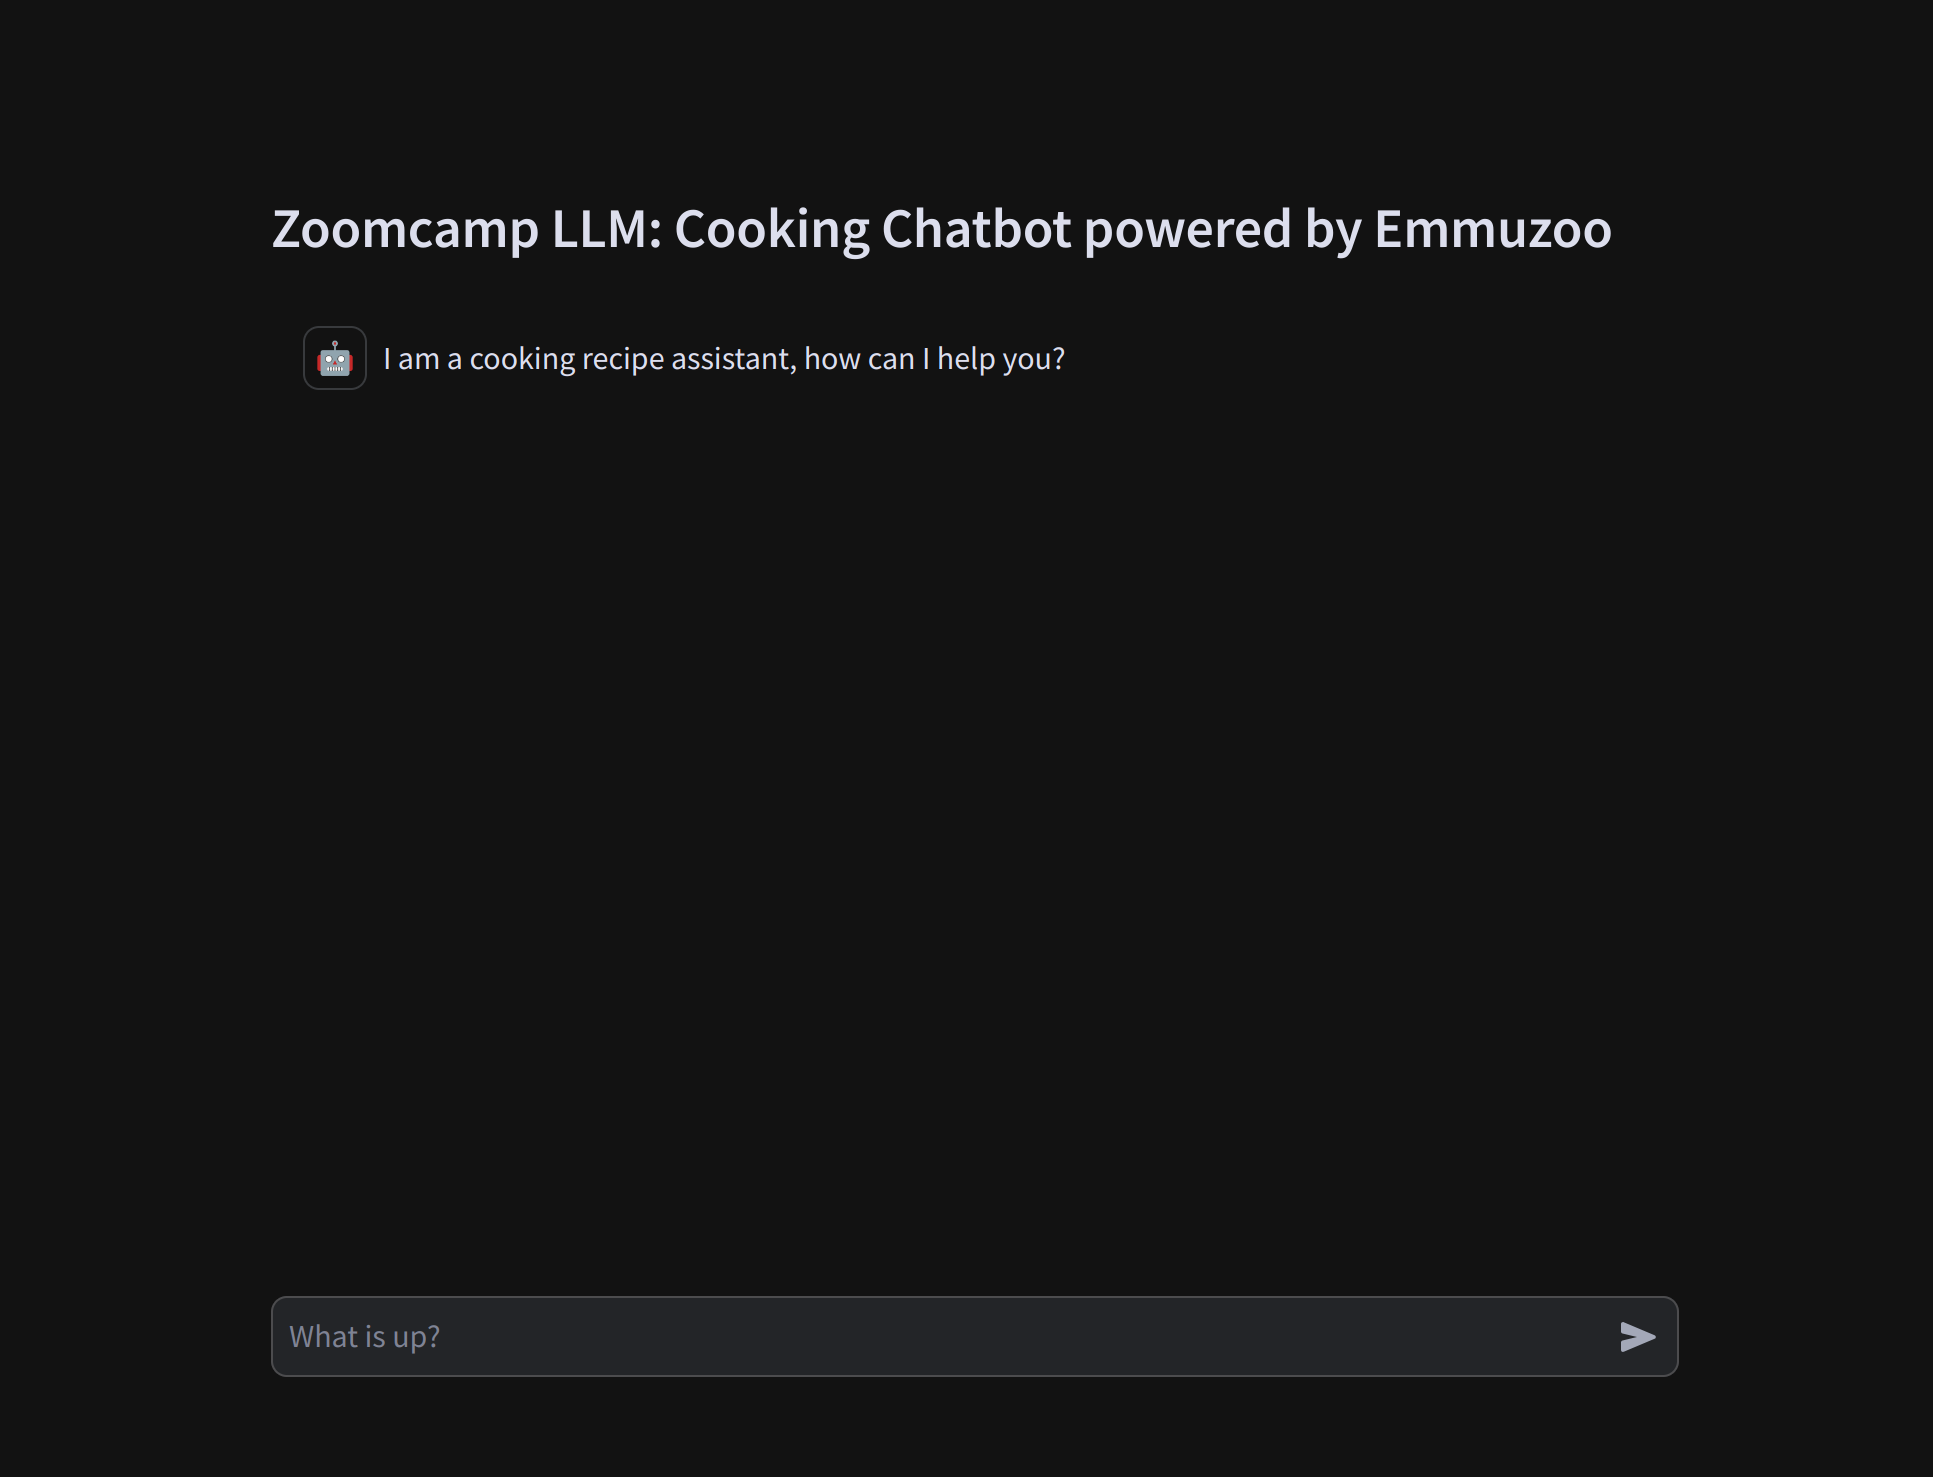 Zoomcamp LLM: Cooking Chatbot powered by Emmuzoo
I am a cooking recipe assistant, how can I help you?
What is up?